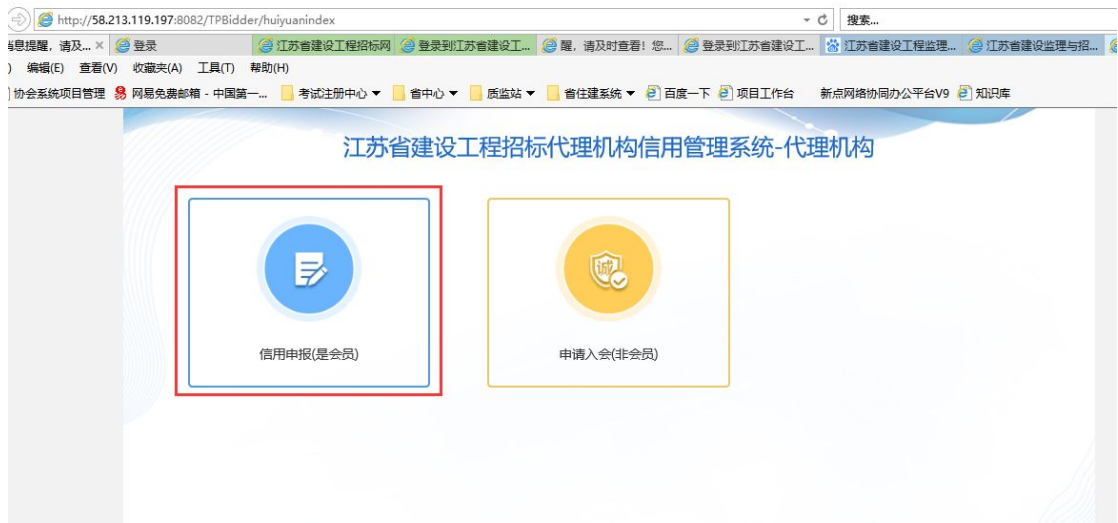 http://58.213.119.197:8082/TPBidder/huiyuanindex 搜索...
息提醒，请及... × 登录 江苏省建设工程招标网 登录到江苏省建设工... 醒，请及时查看！您... 登录到江苏省建设工... 江苏省建设工程监理... 江苏省建设监理与招...
) 编辑(E) 查看(V) 收藏夹(A) 工具(T) 帮助(H)
协会系统项目管理 网易免费邮箱 - 中国第一... 考试注册中心 省中心 质监站 省住建系统 百度一下 项目工作台 新点网络协同办公平台V9 知识库
江苏省建设工程招标代理机构信用管理系统-代理机构
诚
信用申报(是会员) 申请入会(非会员)